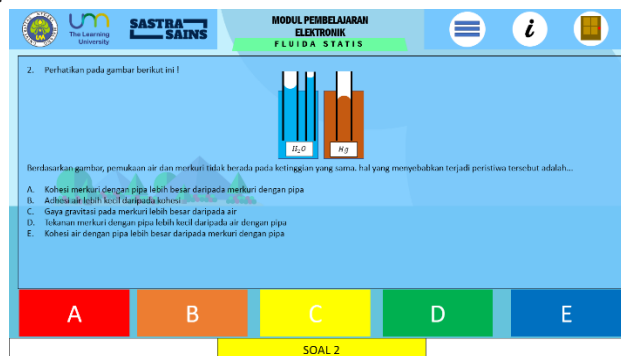 um
The Learning
University
SASTRA
SAINS
MODUL PEMBELAJARAN
ELEKTRONIK
FLUIDA STATIS
i
2. Perhatikan pada gambar berikut ini !
H₂O
Hg
Berdasarkan gambar, pemukaan air dan merkuri tidak berada pada ketinggian yang sama, hal yang menyebabkan terjadi peristiwa tersebut adalah...
A. Kohesi merkuri dengan pipa lebih besar daripada merkuri dengan pipa
B. Adhesi air lebih kecil daripada kohesi
C. Gaya gravitasi pada merkuri lebih besar daripada air
D. Tekanan merkuri dengan pipa lebih kecil daripada air dengan pipa
E. Kohesi air dengan pipa lebih besar daripada merkuri dengan pipa
A
B
C
D
E
SOAL 2